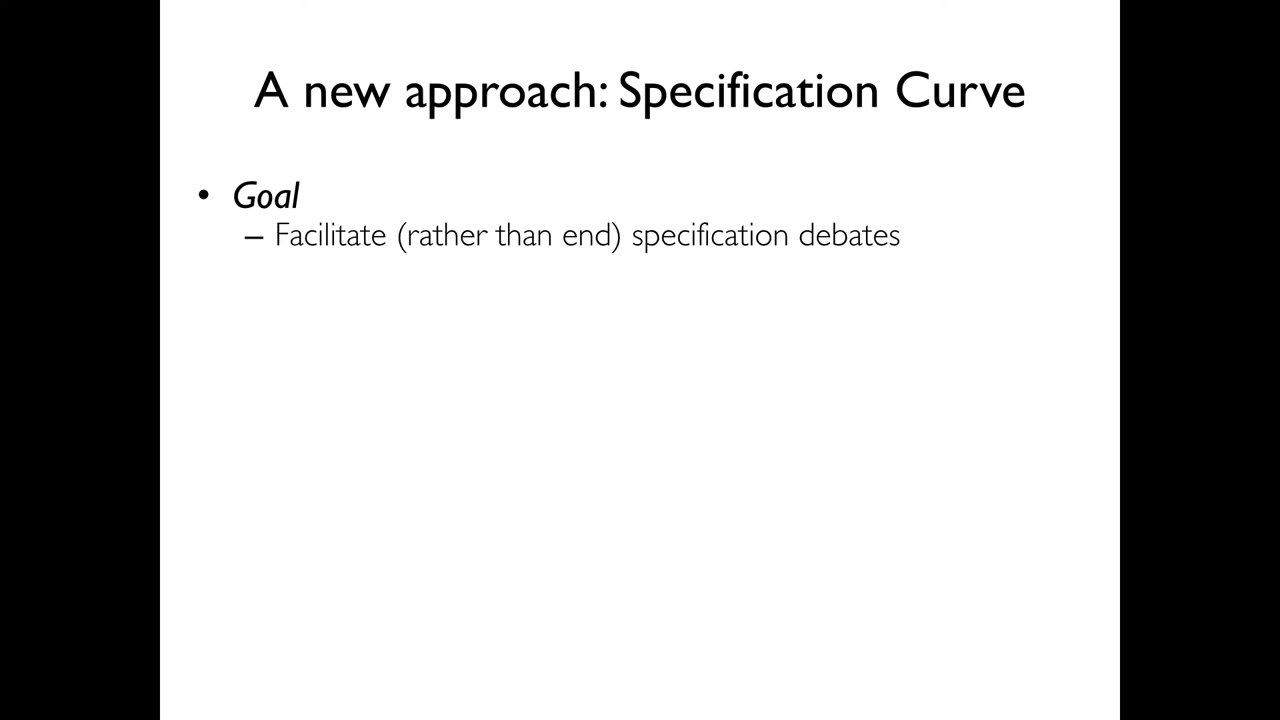 A new approach: Specification Curve
• Goal
– Facilitate (rather than end) specification debates